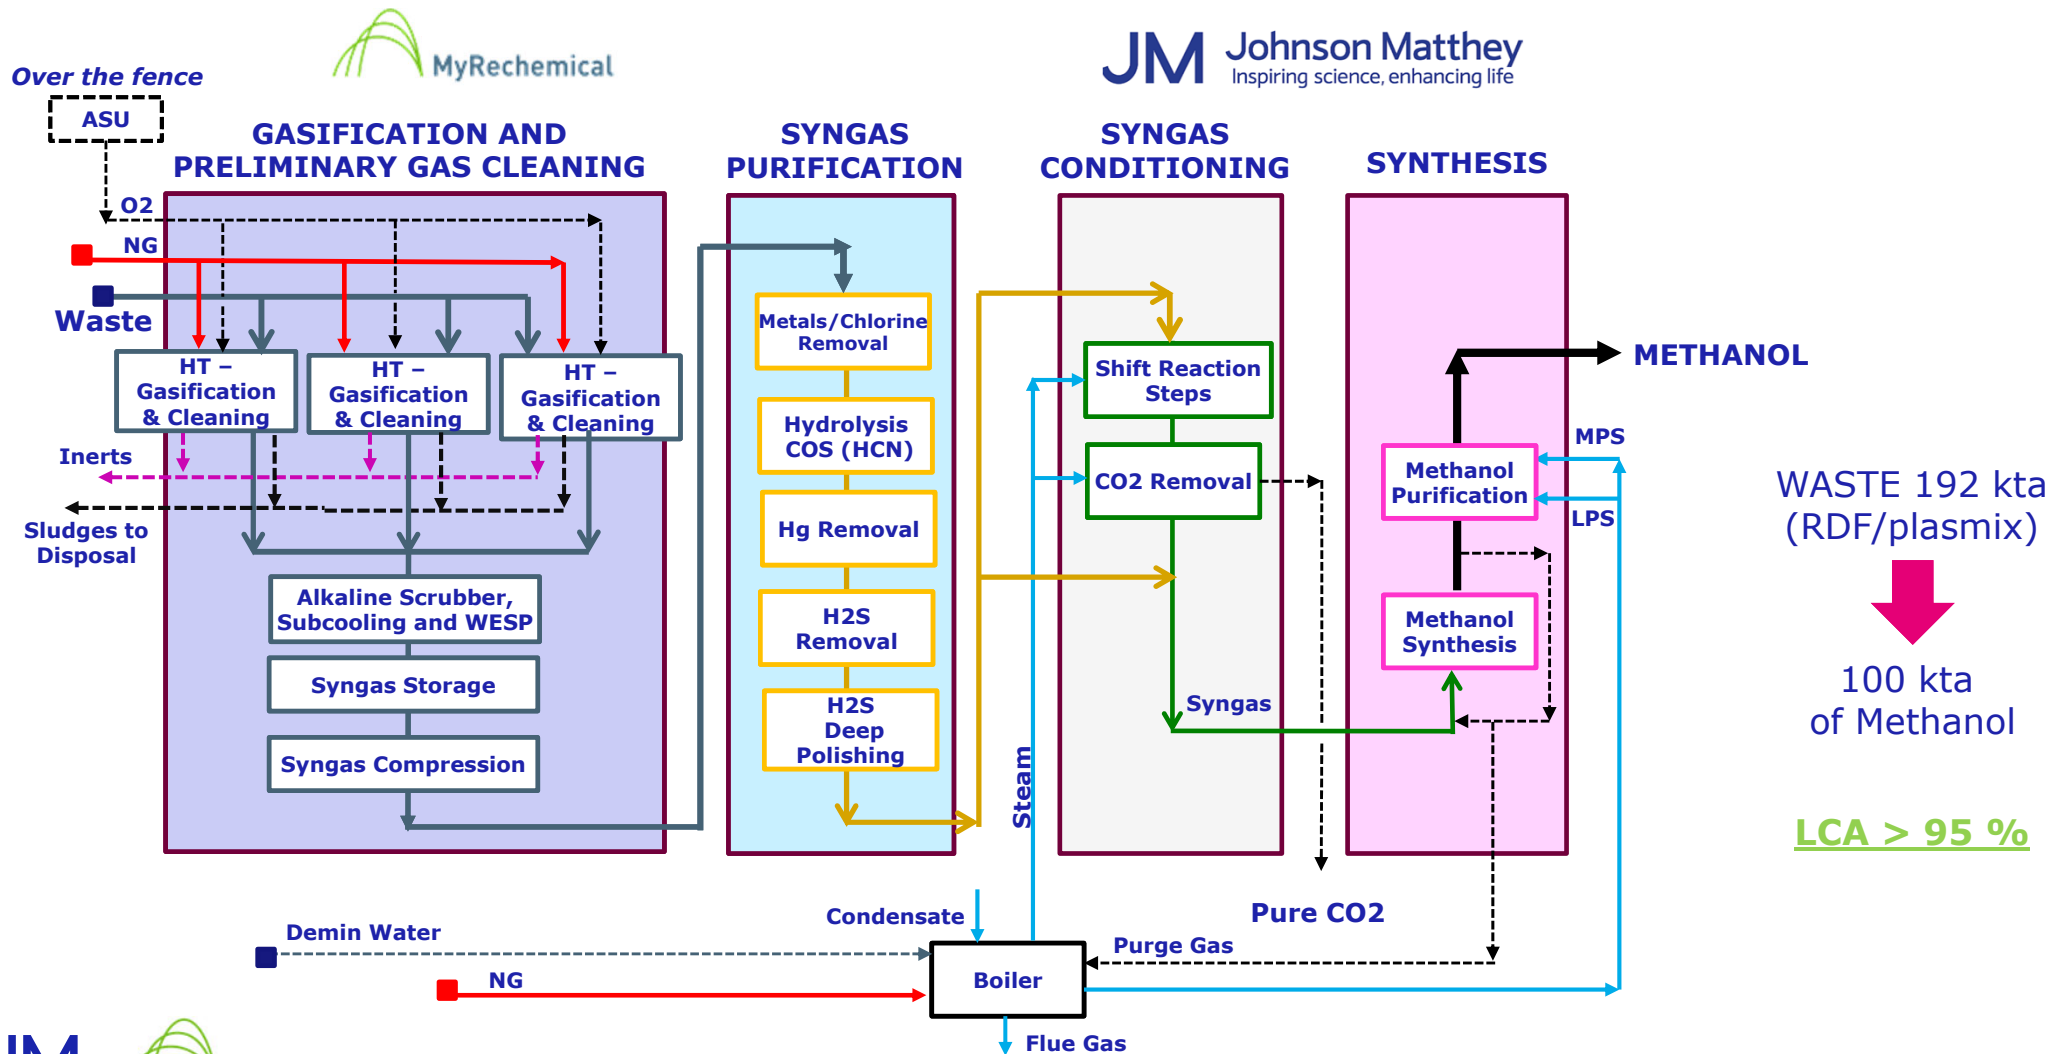 MyRechemical
JM Johnson Matthey
Inspiring science, enhancing life
Over the fence
ASU
GASIFICATION AND
PRELIMINARY GAS CLEANING
SYNGAS
PURIFICATION
SYNGAS
CONDITIONING
SYNTHESIS
O2
NG
Waste
HT –
Gasification
& Cleaning
HT –
Gasification
& Cleaning
HT –
Gasification
& Cleaning
Inerts
Sludges to
Disposal
Alkaline Scrubber,
Subcooling and WESP
Syngas Storage
Syngas Compression
Metals/Chlorine
Removal
Hydrolysis
COS (HCN)
Hg Removal
H2S
Removal
H2S
Deep
Polishing
Shift Reaction
Steps
CO2 Removal
Syngas
Steam
METHANOL
MPS
Methanol
Purification
LPS
Methanol
Synthesis
WASTE 192 kta
(RDF/plasmix)
100 kta
of Methanol
LCA > 95 %
Condensate
Pure CO2
Demin Water
Purge Gas
NG
Boiler
Flue Gas
JM